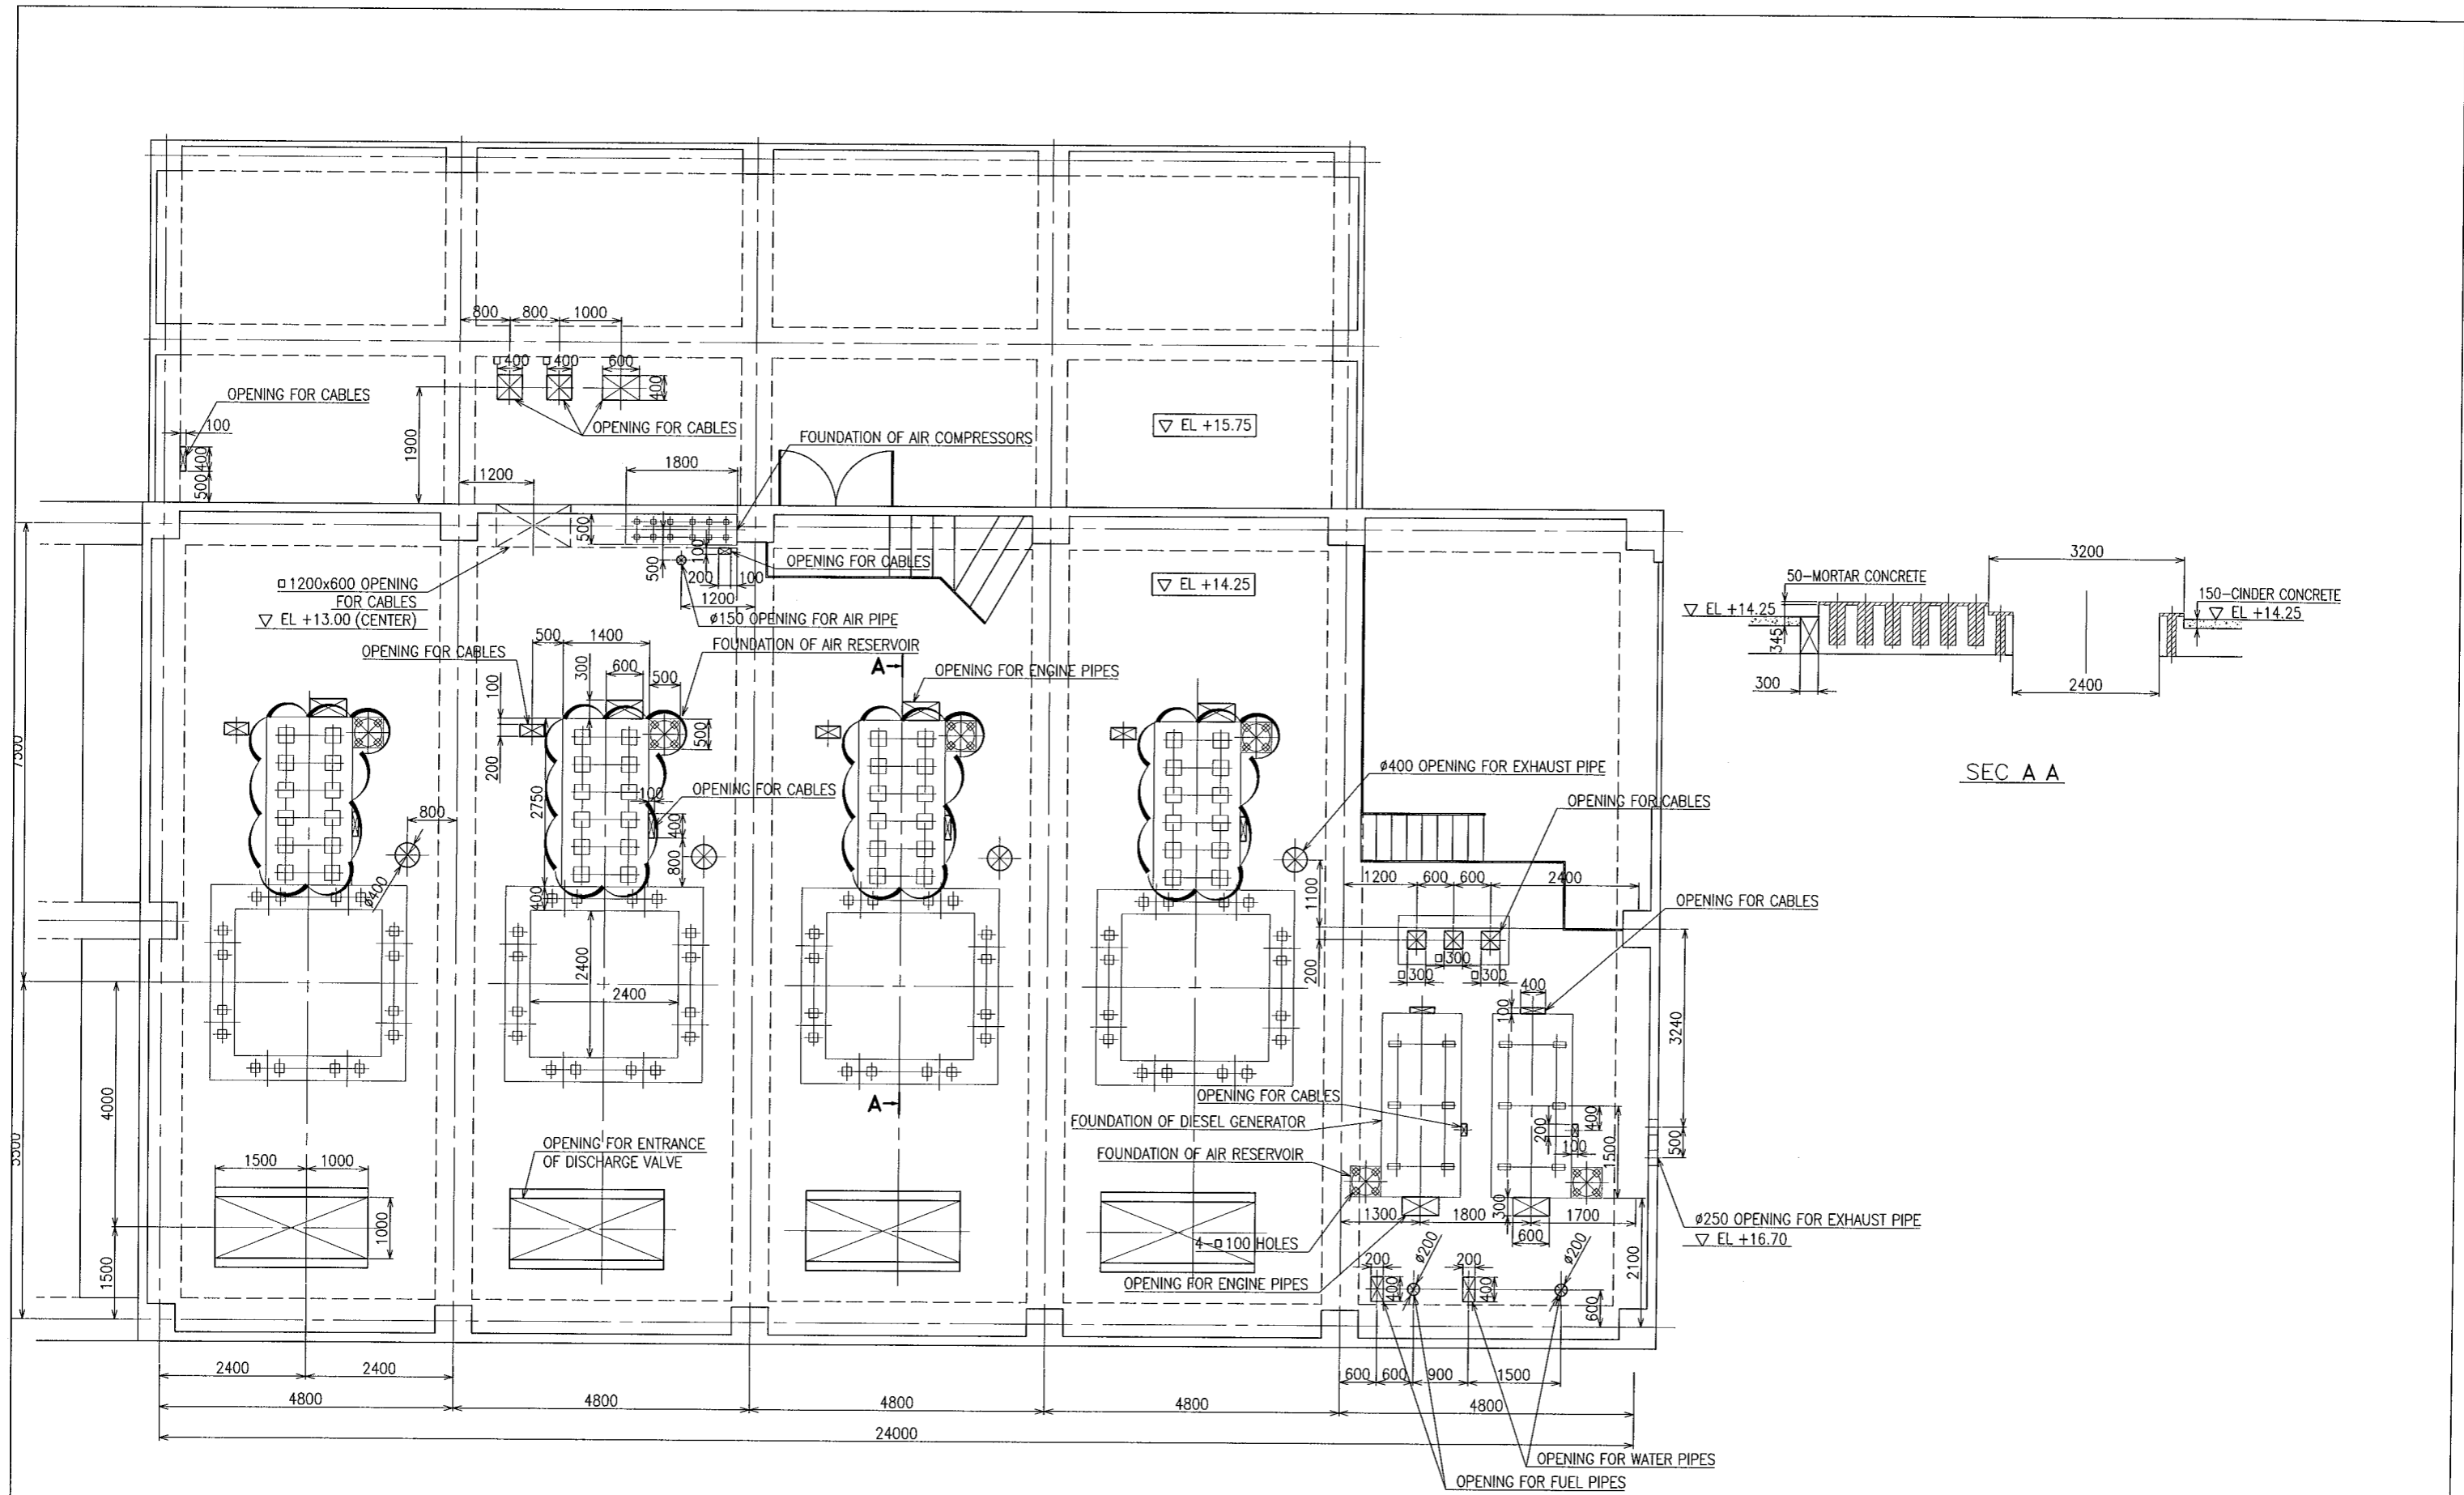 800
800
1000
□400
□400
600
400
OPENING FOR CABLES
100
400
500
1900
OPENING FOR CABLES
FOUNDATION OF AIR COMPRESSORS
▽ EL +15.75
1200
1800
500
500
100
OPENING FOR CABLES
200
100
1200
□1200x600 OPENING
FOR CABLES
▽ EL +13.00 (CENTER)
▽ EL +14.25
ø150 OPENING FOR AIR PIPE
500
1400
OPENING FOR CABLES
FOUNDATION OF AIR RESERVOIR
A
OPENING FOR ENGINE PIPES
300
600
500
100
500
200
2750
100
OPENING FOR CABLES
400
800
400
800
ø400
7500
ø400 OPENING FOR EXHAUST PIPE
OPENING FOR CABLES
1200
600
600
2400
1100
200
OPENING FOR CABLES
□300
□300
□300
400
100
3240
2400
2400
4000
5500
A
OPENING FOR CABLES
FOUNDATION OF DIESEL GENERATOR
FOUNDATION OF AIR RESERVOIR
200
400
100
1500
500
OPENING FOR ENTRANCE
OF DISCHARGE VALVE
1500
1000
1000
1500
1300
1800
1700
300
600
4-□100 HOLES
OPENING FOR ENGINE PIPES
ø250 OPENING FOR EXHAUST PIPE
▽ EL +16.70
200
400
ø200
200
400
ø200
600
2100
2400
2400
600
600
900
1500
4800
4800
4800
4800
4800
24000
OPENING FOR WATER PIPES
OPENING FOR FUEL PIPES
3200
50-MORTAR CONCRETE
150-CINDER CONCRETE
▽ EL +14.25
▽ EL +14.25
345
300
2400
SEC A A